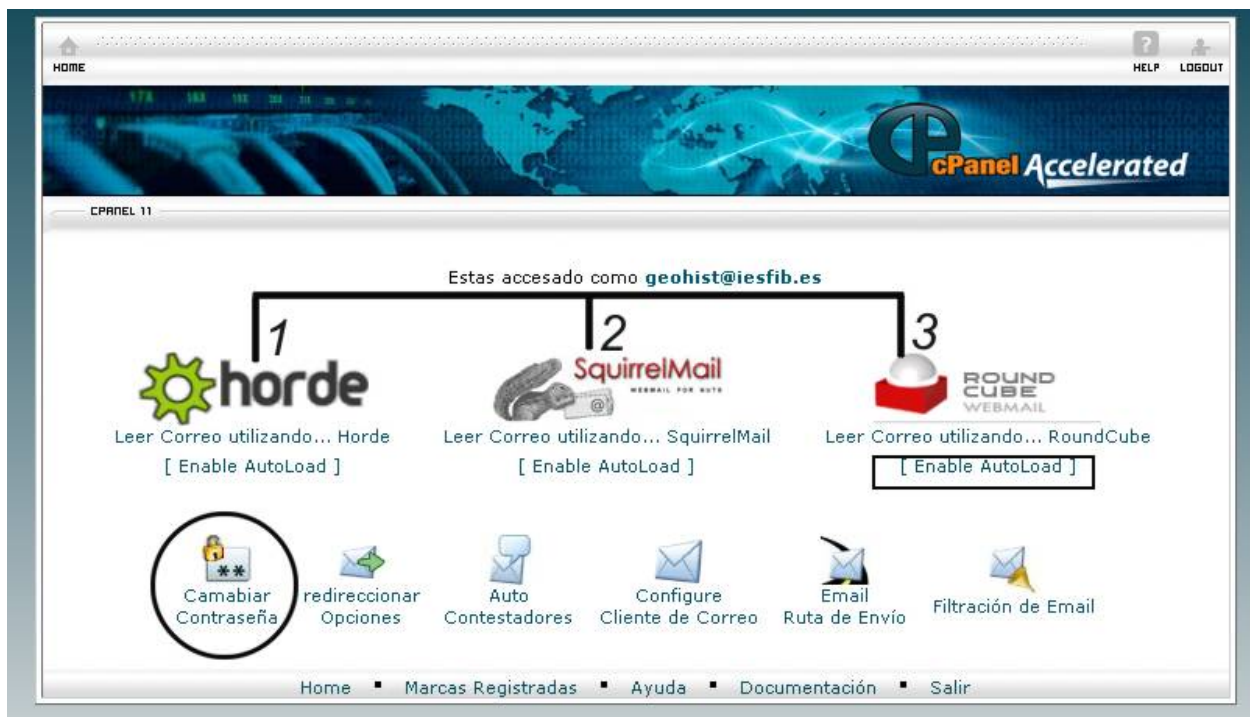 HOME
HELP
LOGOUT
cPanel Accelerated
CPANEL 11
Estas accesado como geohist@iesfib.es
1
2
3
horde
SquirrelMail
WEBMAIL FOR NUTS
ROUND
CUBE
WEBMAIL
Leer Correo utilizando... Horde
Leer Correo utilizando... SquirrelMail
Leer Correo utilizando... RoundCube
[ Enable AutoLoad ]
[ Enable AutoLoad ]
[ Enable AutoLoad ]
Camabiar
Contraseña
redireccionar
Opciones
Auto
Contestadores
Configure
Cliente de Correo
Email
Ruta de Envío
Filtración de Email
Home ▪ Marcas Registradas ▪ Ayuda ▪ Documentación ▪ Salir